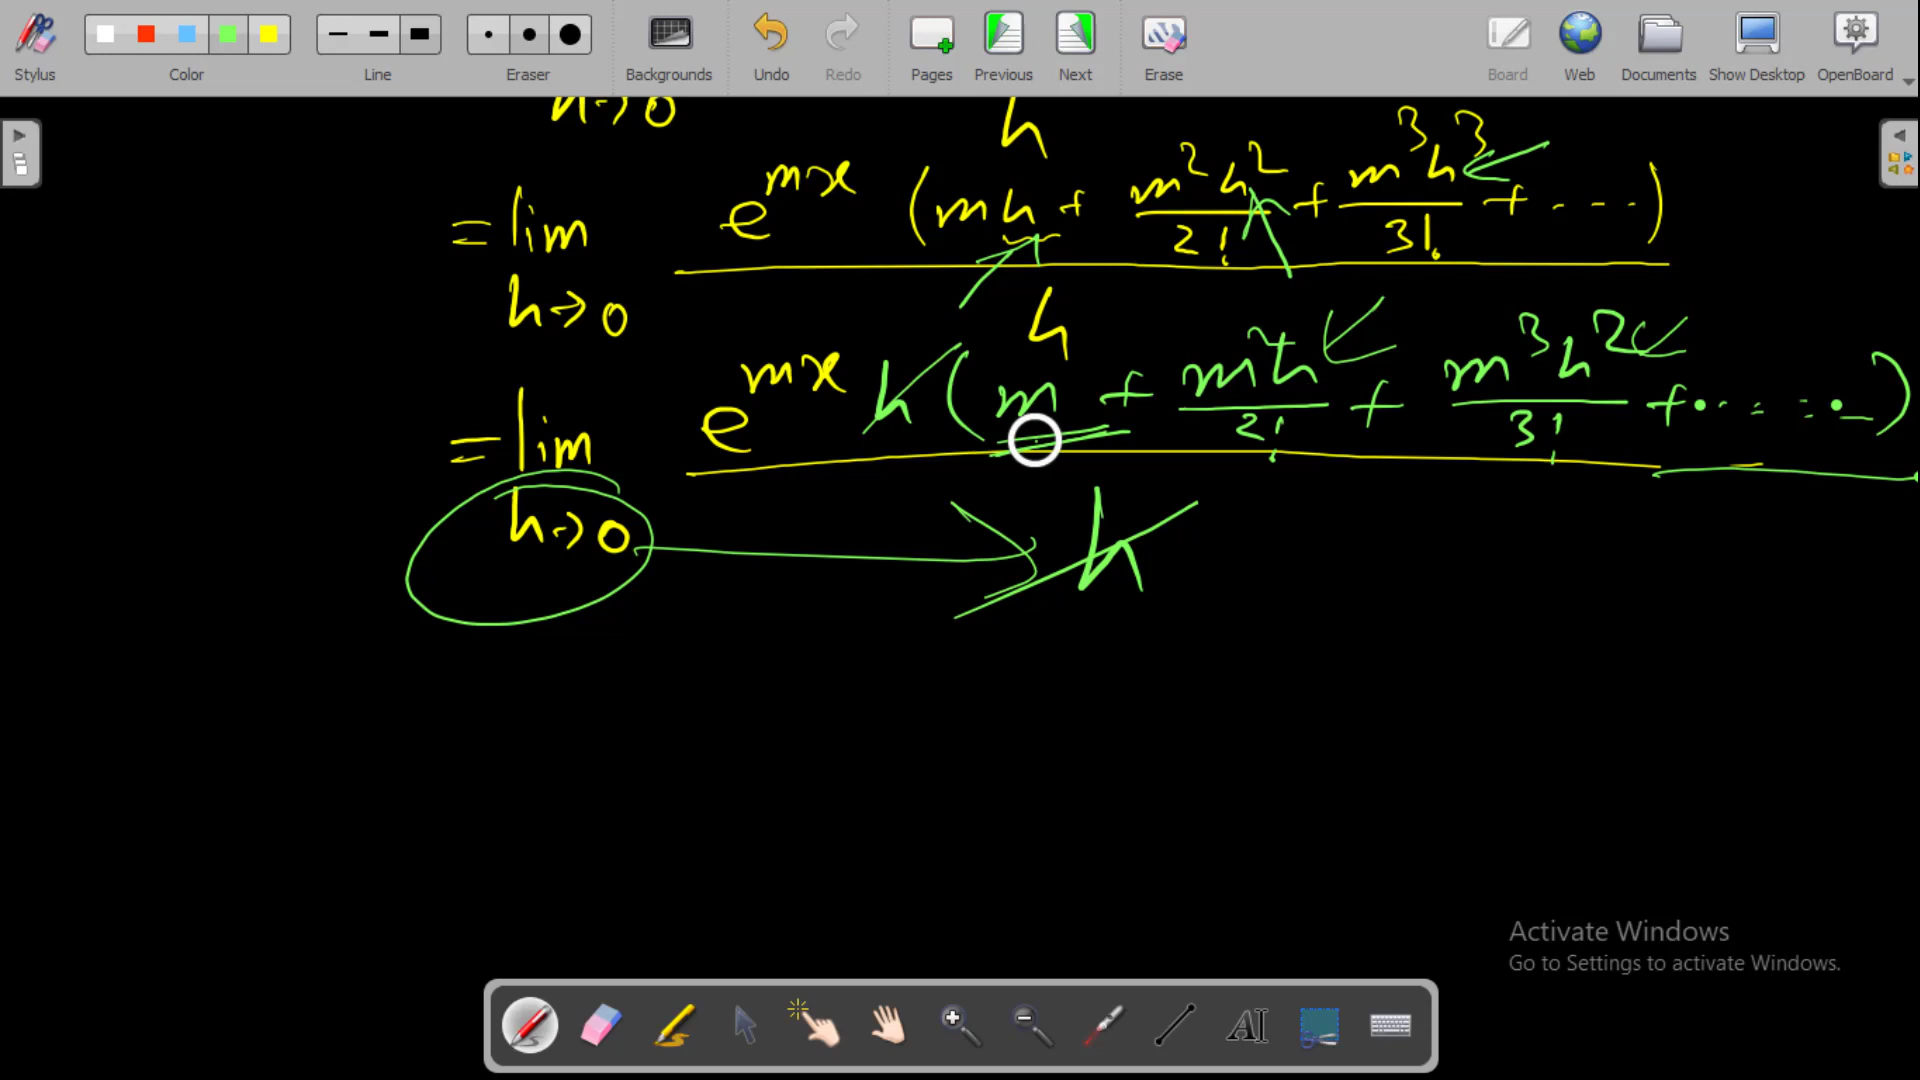 Stylus Color Line Eraser Backgrounds Undo Redo Pages Previous Next Erase Board Web Documents Show Desktop OpenBoard
h→0 h
= lim e^{mx} (mh + m²h²/2! + m³h³/3! + ....)
h→0 h
= lim e^{mx} h(m + m²h/2! + m³h²/3! + ......)
h→0 h
Activate Windows
Go to Settings to activate Windows.
AI